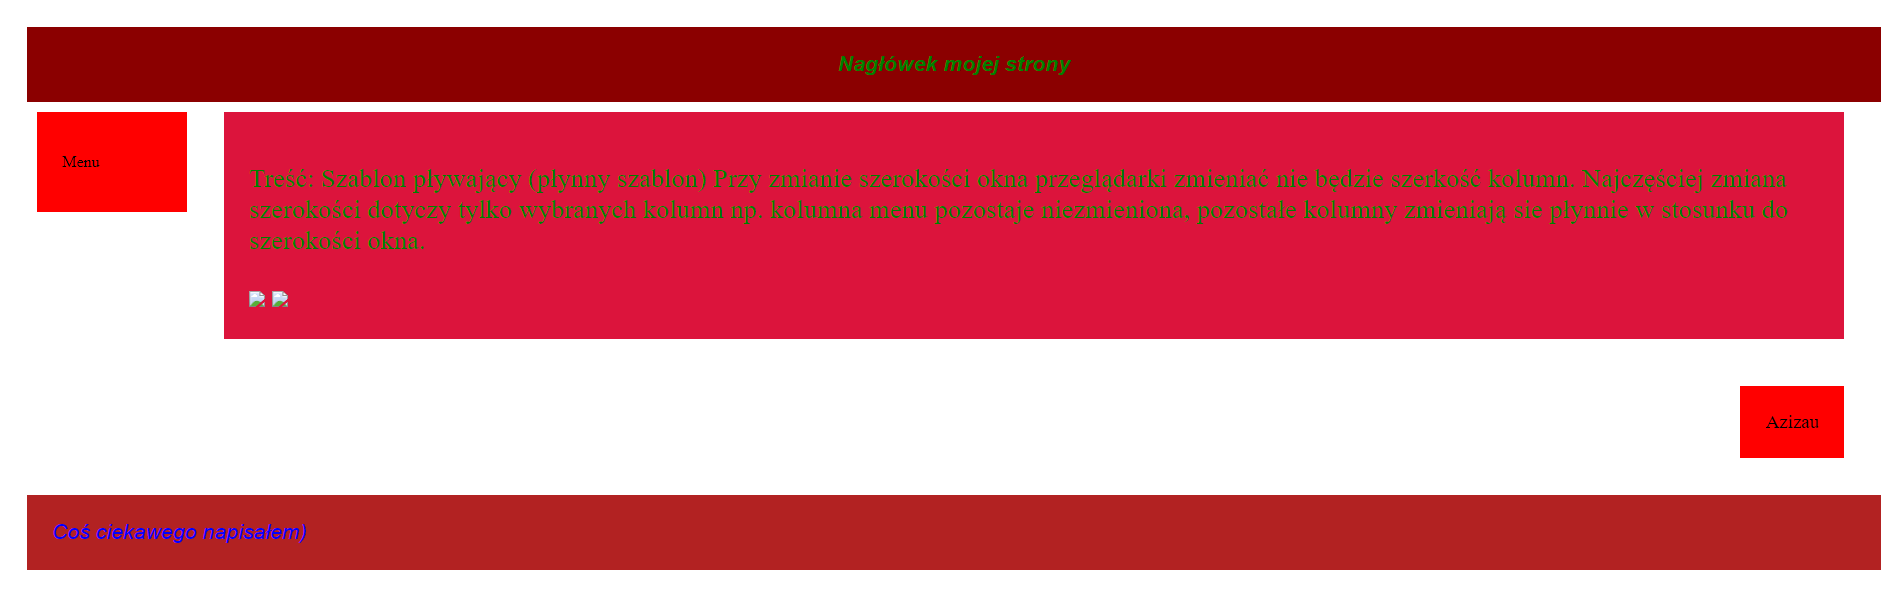 Nagłówek mojej strony
Menu
Treść: Szablon pływający (płynny szablon) Przy zmianie szerokości okna przeglądarki zmieniać nie będzie szerkość kolumn. Najczęściej zmiana
szerokości dotyczy tylko wybranych kolumn np. kolumna menu pozostaje niezmieniona, pozostałe kolumny zmieniają sie płynnie w stosunku do
szerokości okna.
Azizau
Coś ciekawego napisałem)